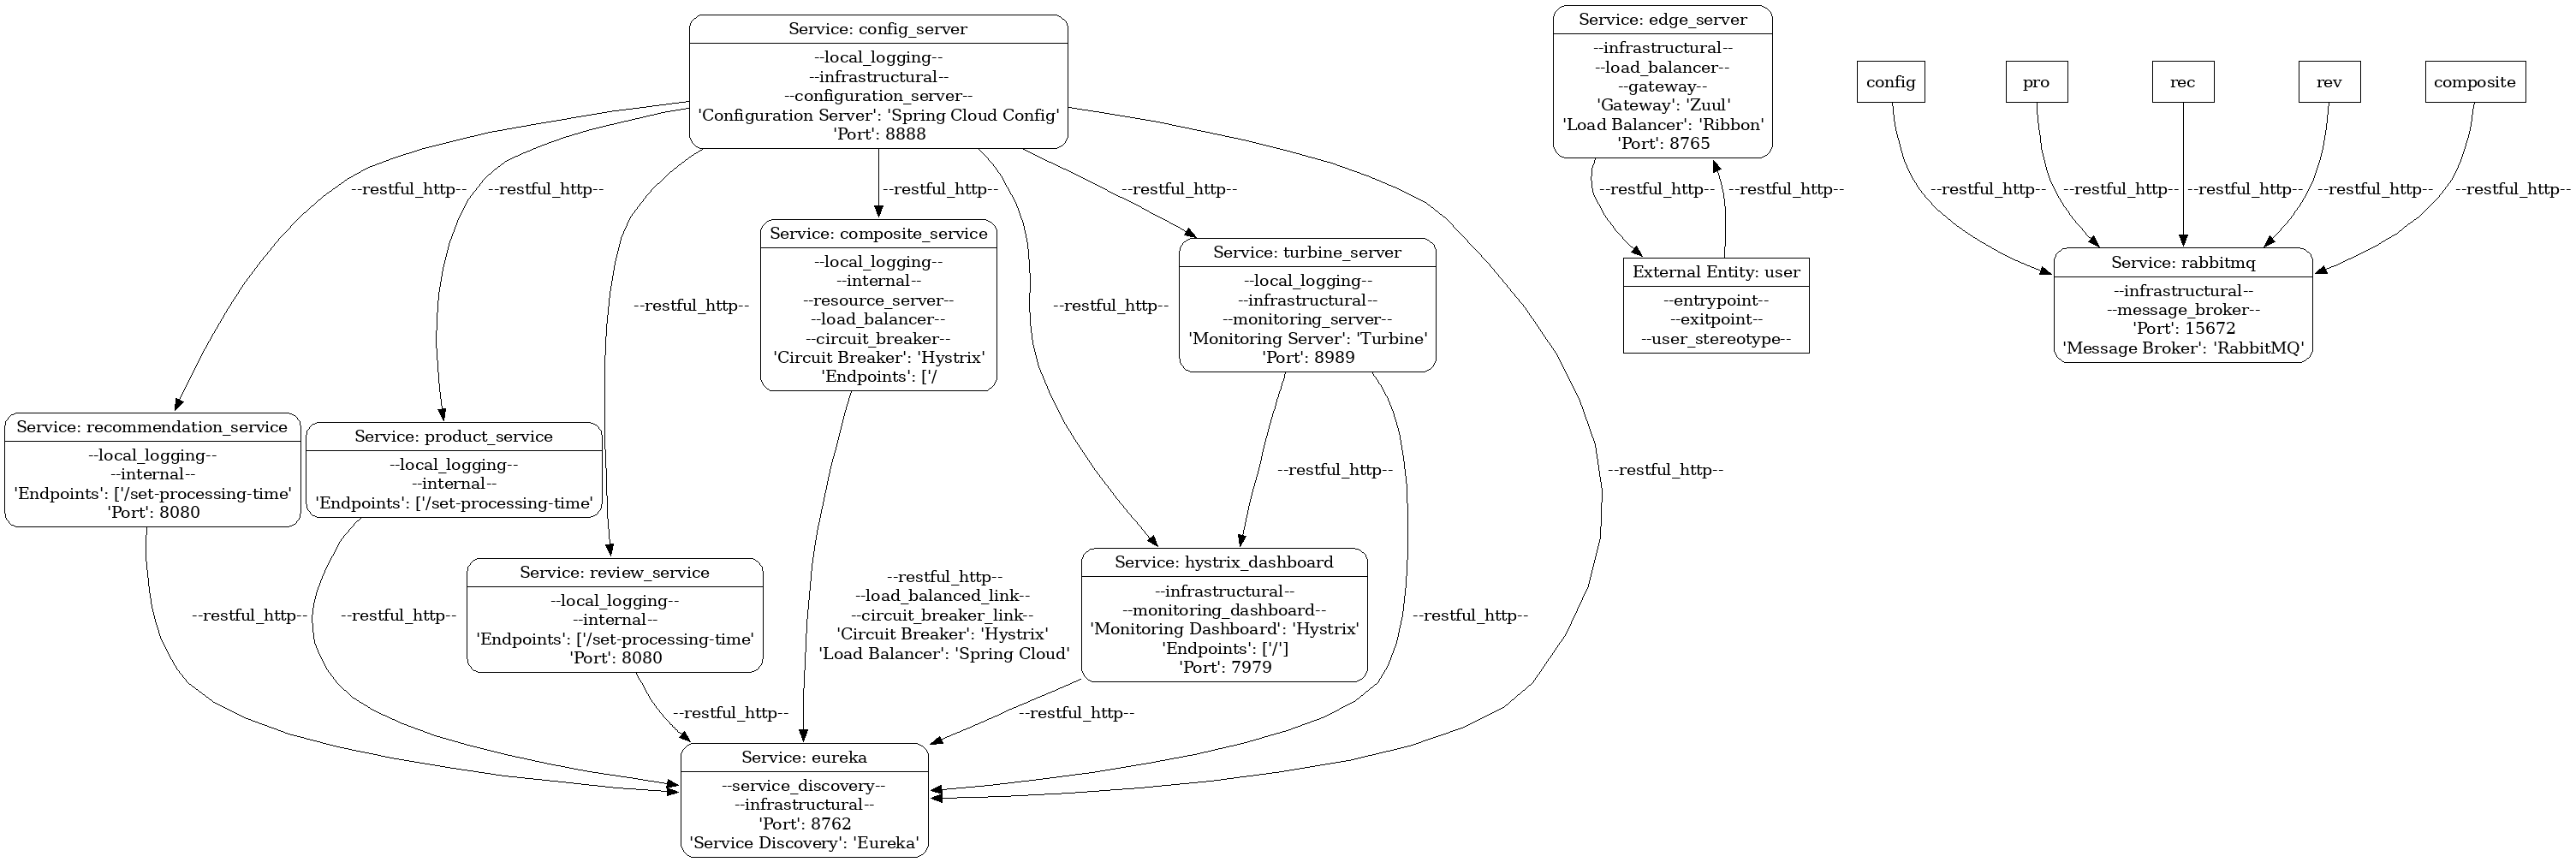 Service: config_server
--local_logging--
--infrastructural--
--configuration_server--
'Configuration Server': 'Spring Cloud Config'
'Port': 8888
Service: edge_server
--infrastructural--
--load_balancer--
--gateway--
'Gateway': 'Zuul'
'Load Balancer': 'Ribbon'
'Port': 8765
config
pro
rec
rev
composite
--restful_http--
--restful_http--
--restful_http--
--restful_http--
--restful_http--
--restful_http--
--restful_http--
--restful_http--
--restful_http--
--restful_http--
--restful_http--
Service: composite_service
--local_logging--
--internal--
--resource_server--
--load_balancer--
--circuit_breaker--
'Circuit Breaker': 'Hystrix'
'Endpoints': ['/
Service: turbine_server
--local_logging--
--infrastructural--
--monitoring_server--
'Monitoring Server': 'Turbine'
'Port': 8989
External Entity: user
--entrypoint--
--exitpoint--
--user_stereotype--
Service: rabbitmq
--infrastructural--
--message_broker--
'Port': 15672
'Message Broker': 'RabbitMQ'
--restful_http--
--restful_http--
Service: recommendation_service
--local_logging--
--internal--
'Endpoints': ['/set-processing-time'
'Port': 8080
Service: product_service
--local_logging--
--internal--
'Endpoints': ['/set-processing-time'
--restful_http--
--restful_http--
Service: review_service
--local_logging--
--internal--
'Endpoints': ['/set-processing-time'
'Port': 8080
--restful_http--
--load_balanced_link--
--circuit_breaker_link--
'Circuit Breaker': 'Hystrix'
'Load Balancer': 'Spring Cloud'
Service: hystrix_dashboard
--infrastructural--
--monitoring_dashboard--
'Monitoring Dashboard': 'Hystrix'
'Endpoints': ['/']
'Port': 7979
--restful_http--
--restful_http--
--restful_http--
--restful_http--
--restful_http--
Service: eureka
--service_discovery--
--infrastructural--
'Port': 8762
'Service Discovery': 'Eureka'